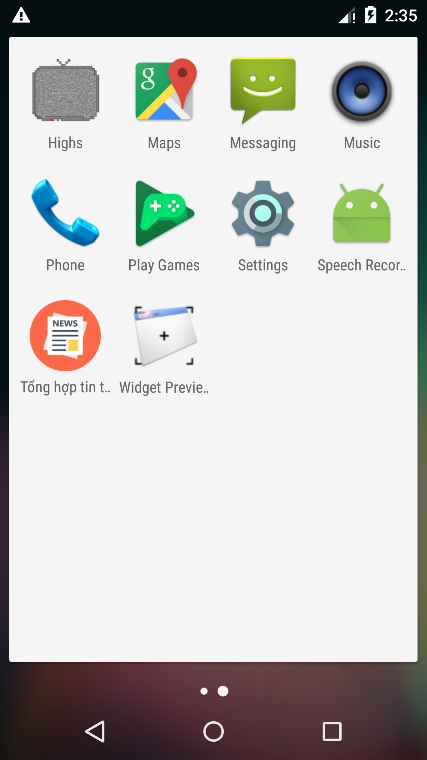 2:35
Highs
Maps
Messaging
Music
Phone
Play Games
Settings
Speech Recor..
NEWS
Tổng hợp tin t..
Widget Previe..